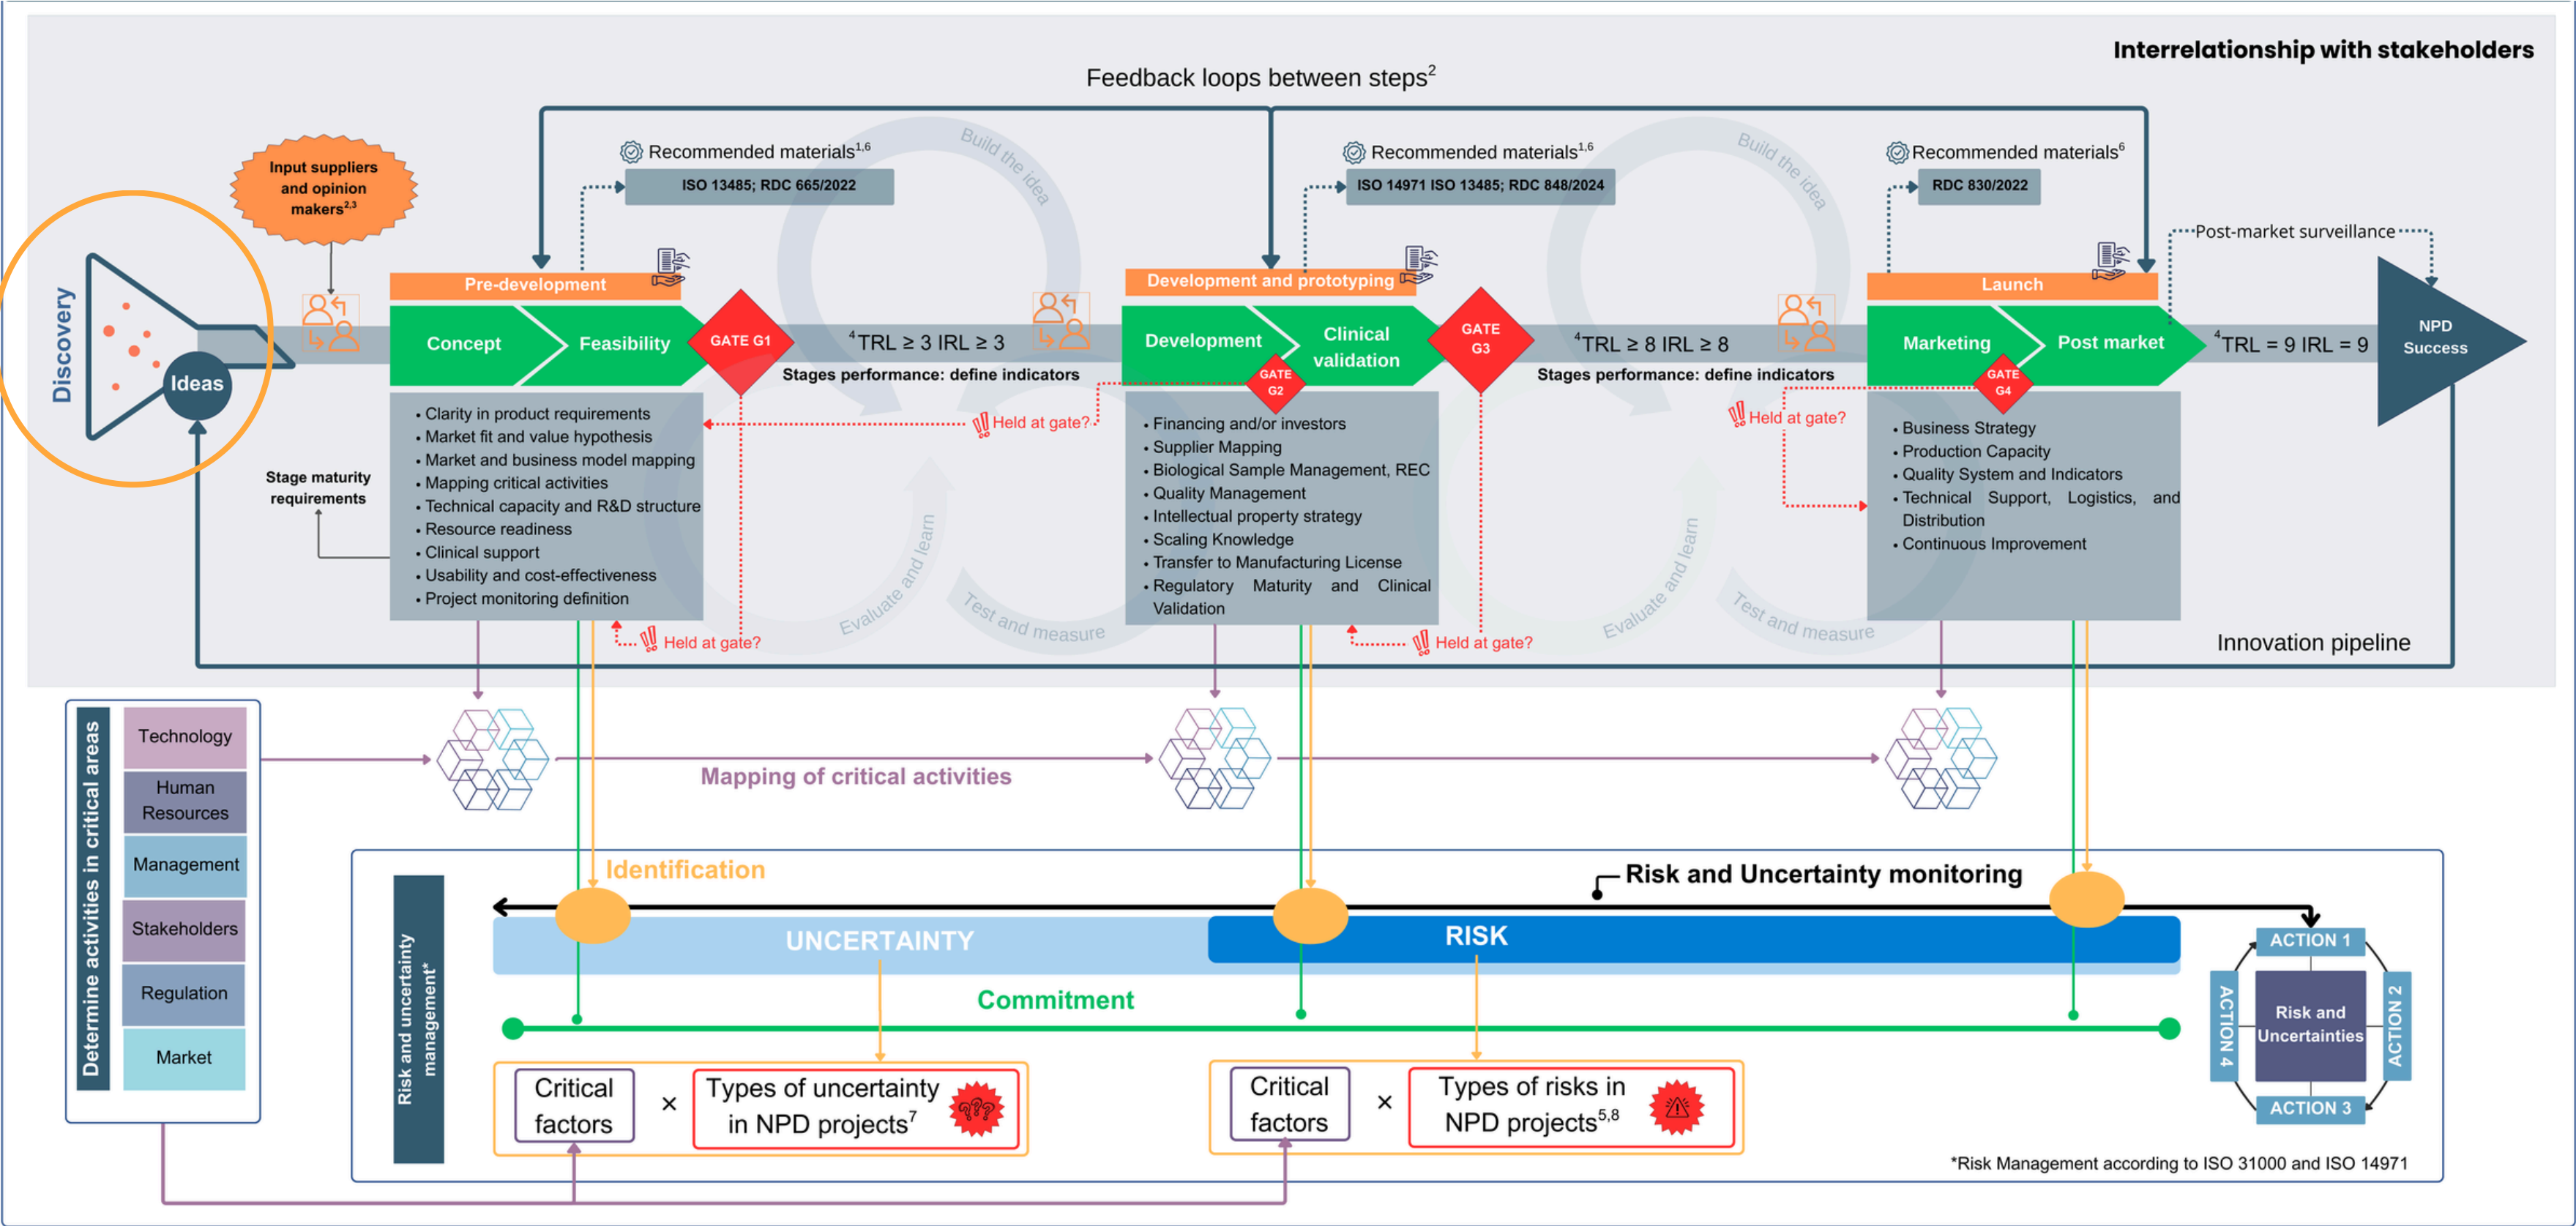 Interrelationship with stakeholders
Feedback loops between steps2
Input suppliers
and opinion
makers2,3
Discovery
Ideas
Recommended materials1,6
ISO 13485; RDC 665/2022
Build the idea
Recommended materials1,6
ISO 14971 ISO 13485; RDC 848/2024
Build the idea
Recommended materials6
RDC 830/2022
Post-market surveillance
Pre-development
Concept
Feasibility
GATE G1
4TRL ≥ 3 IRL ≥ 3
Stages performance: define indicators
Development and prototyping
Development
Clinical
validation
GATE
G2
GATE
G3
4TRL ≥ 8 IRL ≥ 8
Stages performance: define indicators
Launch
Marketing
Post market
GATE
G4
4TRL = 9 IRL = 9
NPD
Success
Stage maturity
requirements
• Clarity in product requirements
• Market fit and value hypothesis
• Market and business model mapping
• Mapping critical activities
• Technical capacity and R&D structure
• Resource readiness
• Clinical support
• Usability and cost-effectiveness
• Project monitoring definition
Held at gate?
Held at gate?
Evaluate and learn
Test and measure
• Financing and/or investors
• Supplier Mapping
• Biological Sample Management, REC
• Quality Management
• Intellectual property strategy
• Scaling Knowledge
• Transfer to Manufacturing License
• Regulatory Maturity and Clinical
Validation
Held at gate?
Held at gate?
Evaluate and learn
Test and measure
• Business Strategy
• Production Capacity
• Quality System and Indicators
• Technical Support, Logistics, and
Distribution
• Continuous Improvement
Innovation pipeline
Determine activities in critical areas
Technology
Human
Resources
Management
Stakeholders
Regulation
Market
Mapping of critical activities
Risk and uncertainty
management*
Identification
Risk and Uncertainty monitoring
UNCERTAINTY
RISK
Commitment
Critical
factors
×
Types of uncertainty
in NPD projects7
???
Critical
factors
×
Types of risks in
NPD projects5,8
ACTION 1
ACTION 2
ACTION 3
ACTION 4
Risk and
Uncertainties
*Risk Management according to ISO 31000 and ISO 14971